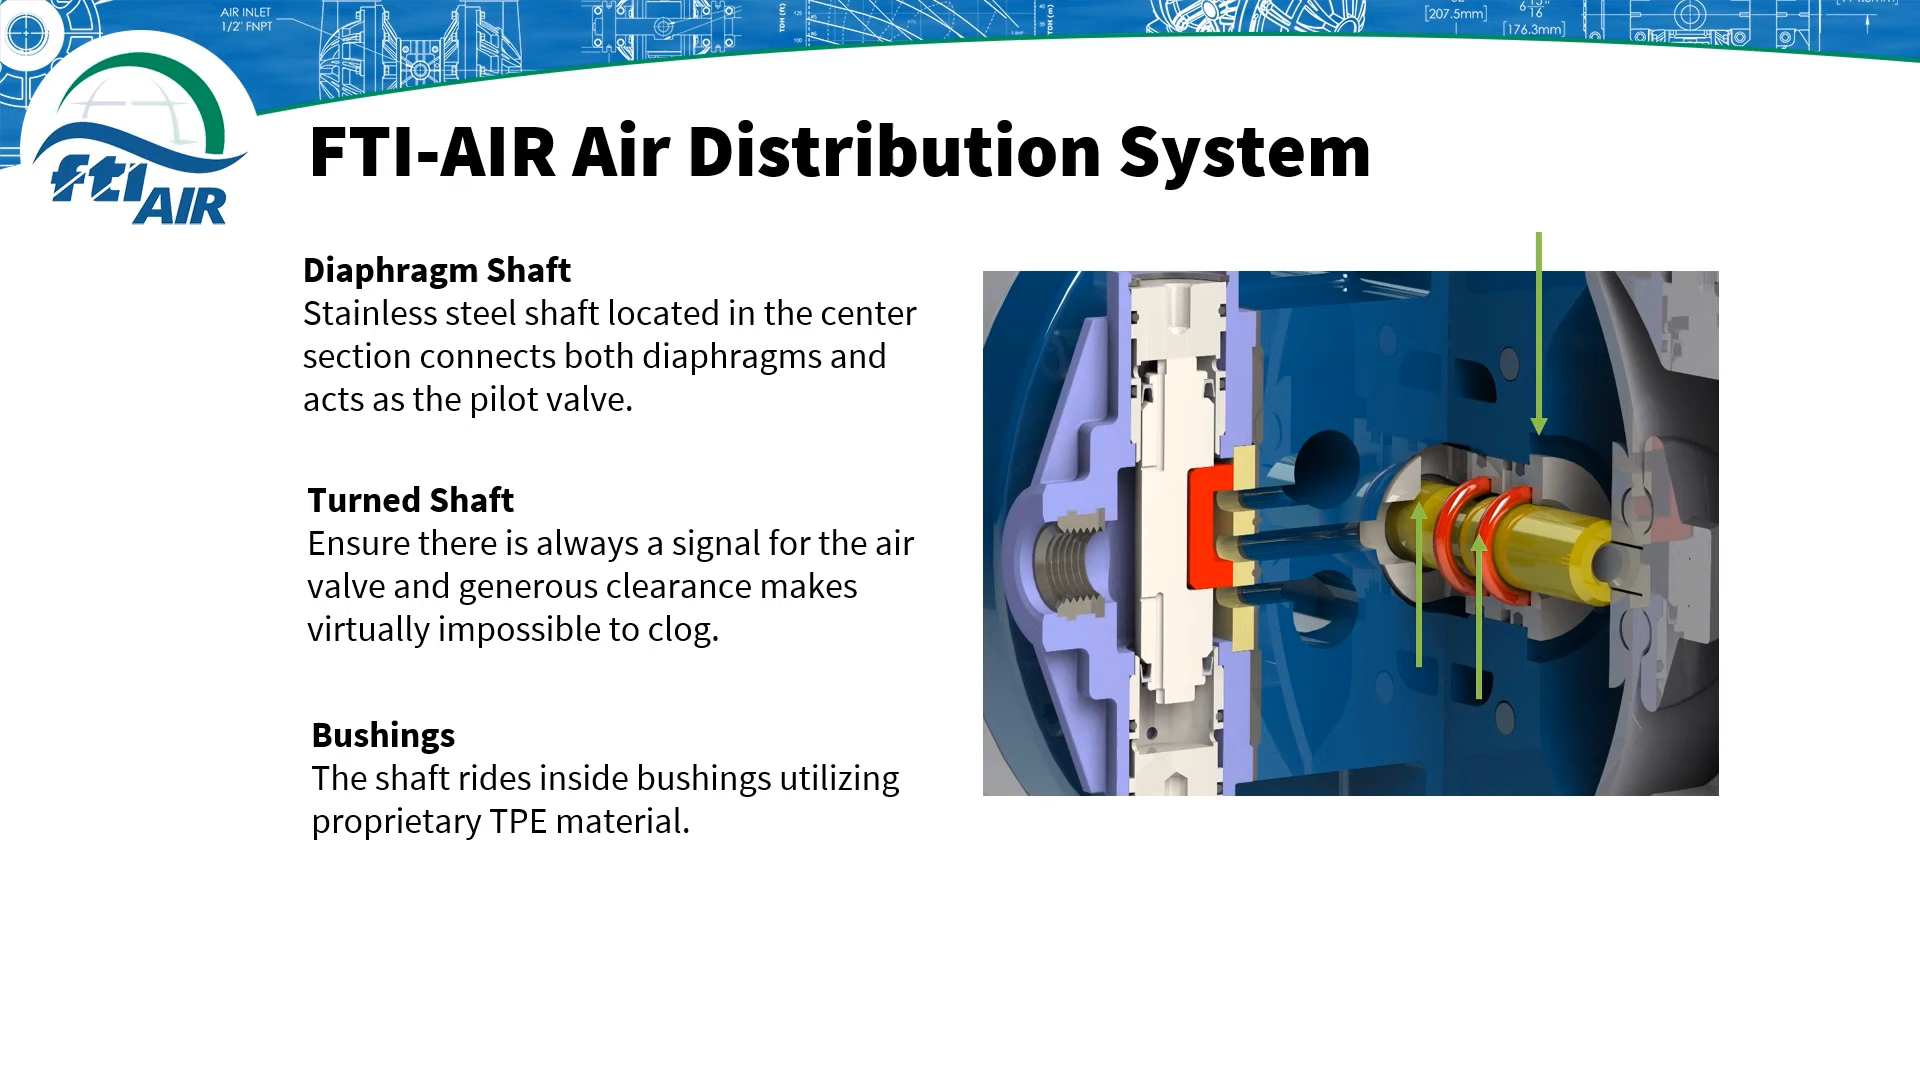 AIR INLET
1/2" FNPT
TDH (ft)
TDH (m)
[207.5mm]
[176.3mm]
fti
AIR
FTI-AIR Air Distribution System
Diaphragm Shaft
Stainless steel shaft located in the center
section connects both diaphragms and
acts as the pilot valve.
Turned Shaft
Ensure there is always a signal for the air
valve and generous clearance makes
virtually impossible to clog.
Bushings
The shaft rides inside bushings utilizing
proprietary TPE material.